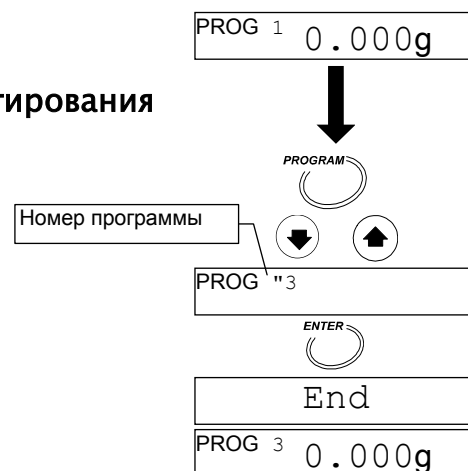 PROG 1 0.000g
тирования
PROGRAM
Номер программы
PROG "3
ENTER
End
PROG 3 0.000g